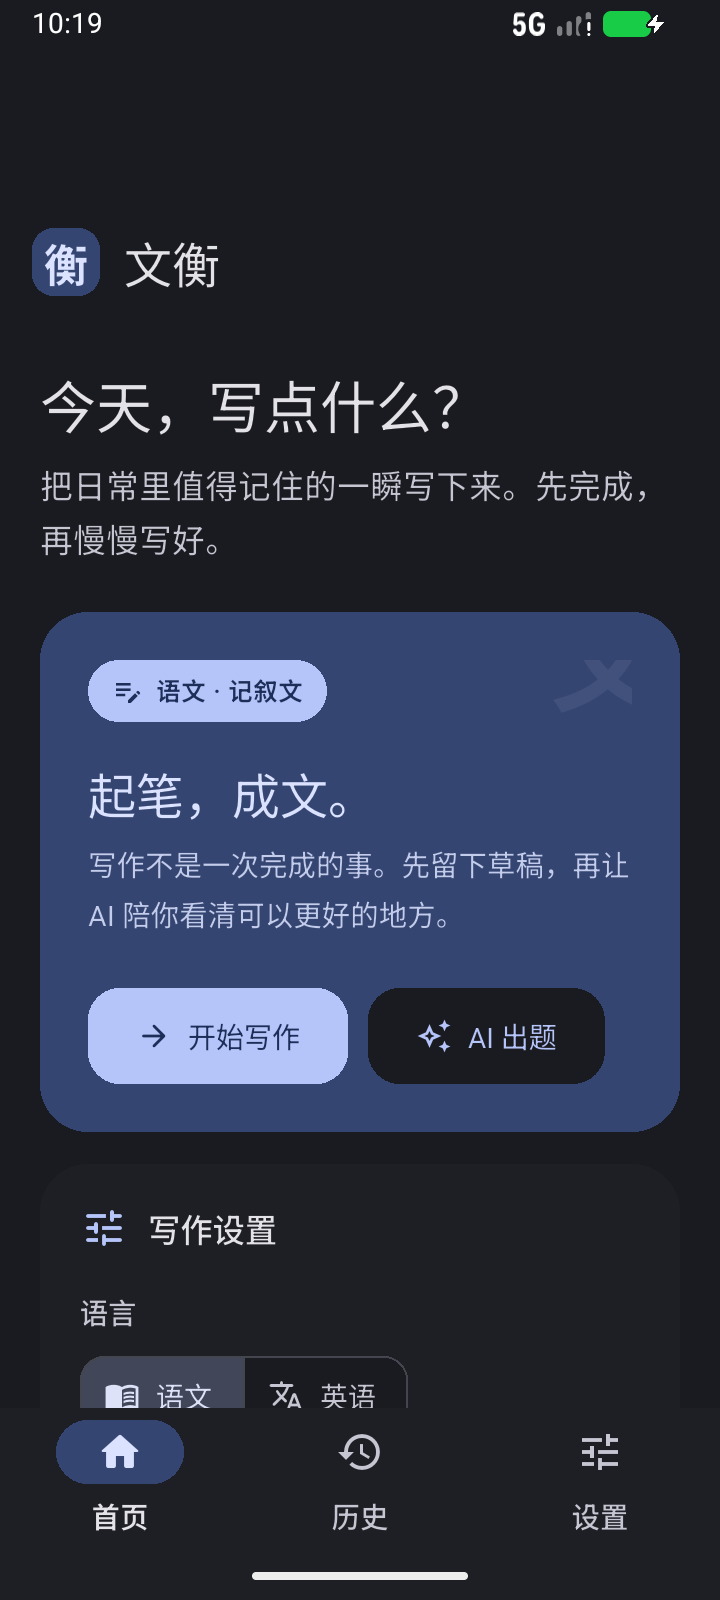 10:19
5G
衡 文衡
今天，写点什么？
把日常里值得记住的一瞬写下来。先完成，
再慢慢写好。
语文 · 记叙文
起笔，成文。
写作不是一次完成的事。先留下草稿，再让
AI 陪你看清可以更好的地方。
开始写作
AI 出题
写作设置
语言
语文
英语
首页
历史
设置